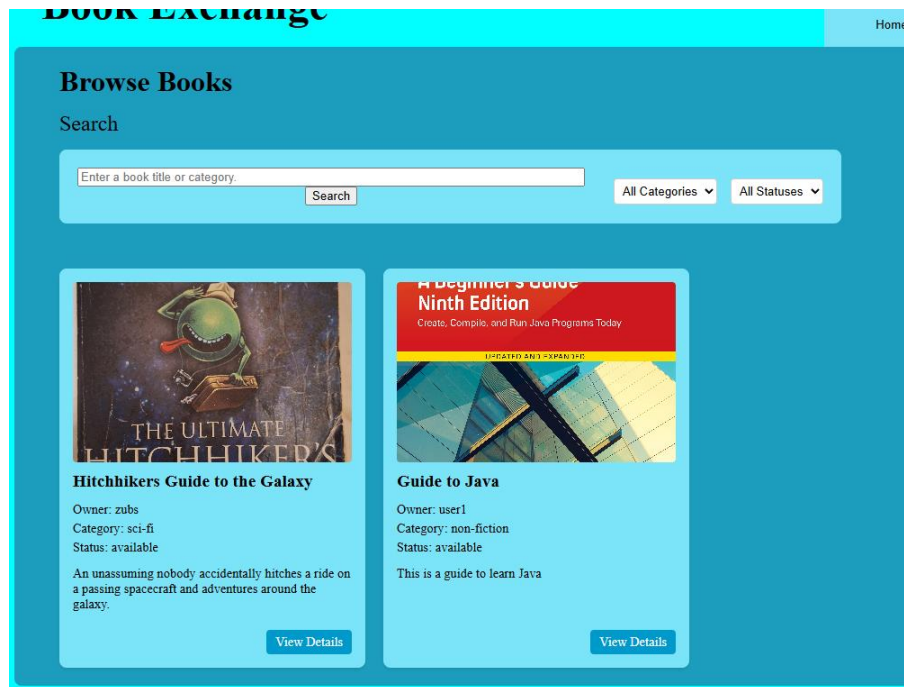 Book Exchange
Home
Browse Books
Search
Enter a book title or category.
Search
All Categories
All Statuses
THE ULTIMATE
HITCHHIKER'S
Hitchhikers Guide to the Galaxy
Owner: zubs
Category: sci-fi
Status: available
An unassuming nobody accidentally hitches a ride on
a passing spacecraft and adventures around the
galaxy.
View Details
A Beginner's Guide
Ninth Edition
Create, Compile, and Run Java Programs Today
UPDATED AND EXPANDED
Guide to Java
Owner: user1
Category: non-fiction
Status: available
This is a guide to learn Java
View Details